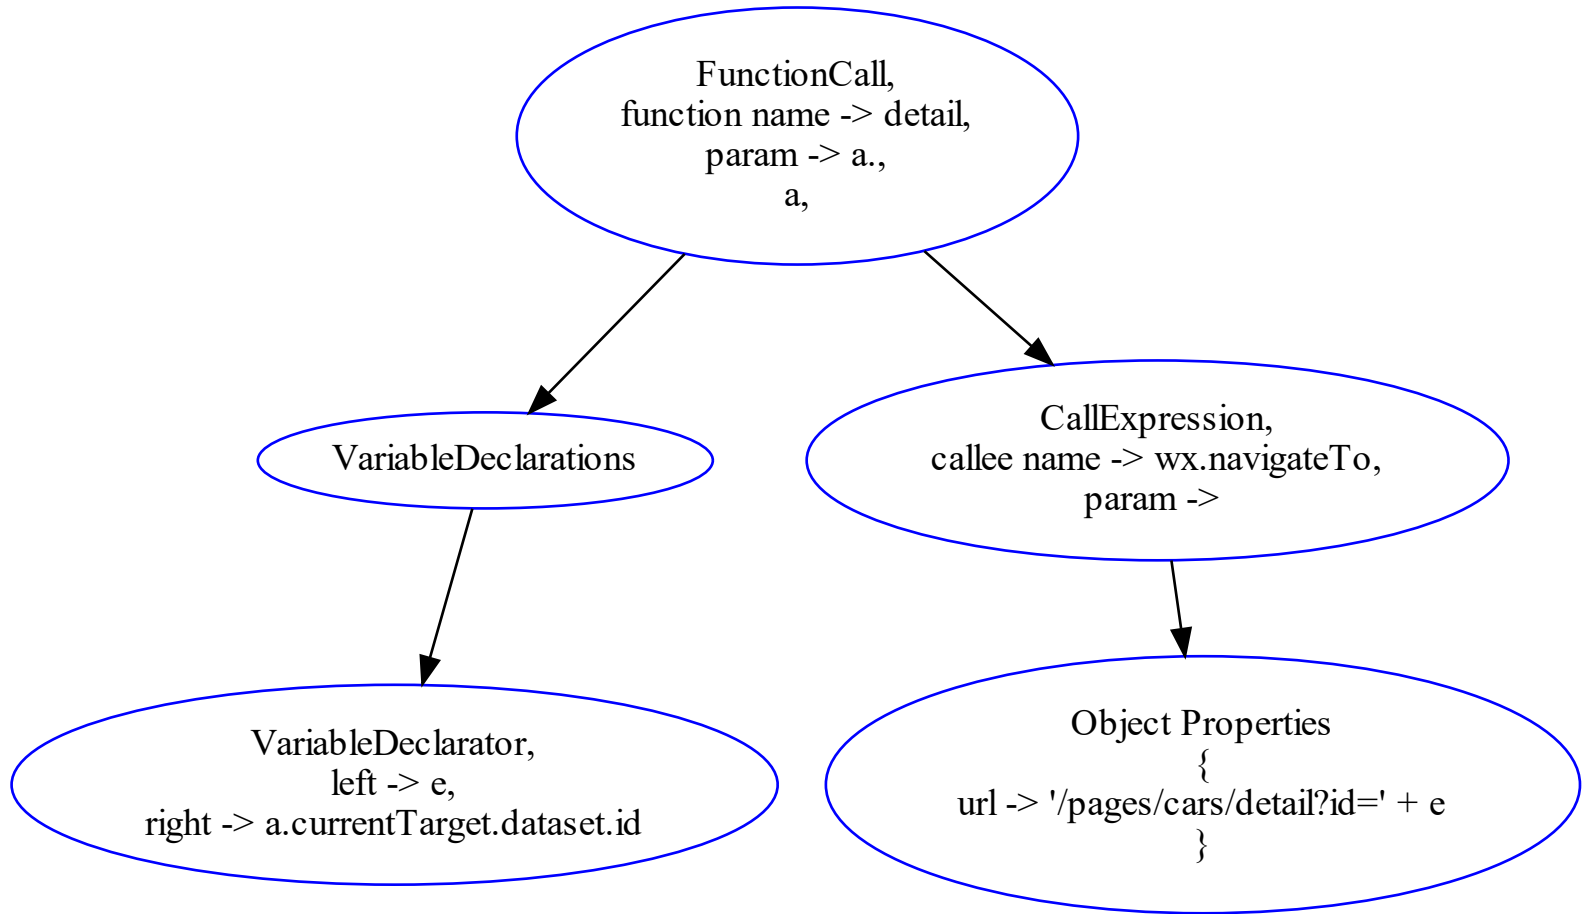 FunctionCall,
function name -> detail,
param -> a.,
a,
VariableDeclarations
CallExpression,
callee name -> wx.navigateTo,
param ->
VariableDeclarator,
left -> e,
right -> a.currentTarget.dataset.id
Object Properties
{
url -> '/pages/cars/detail?id=' + e
}